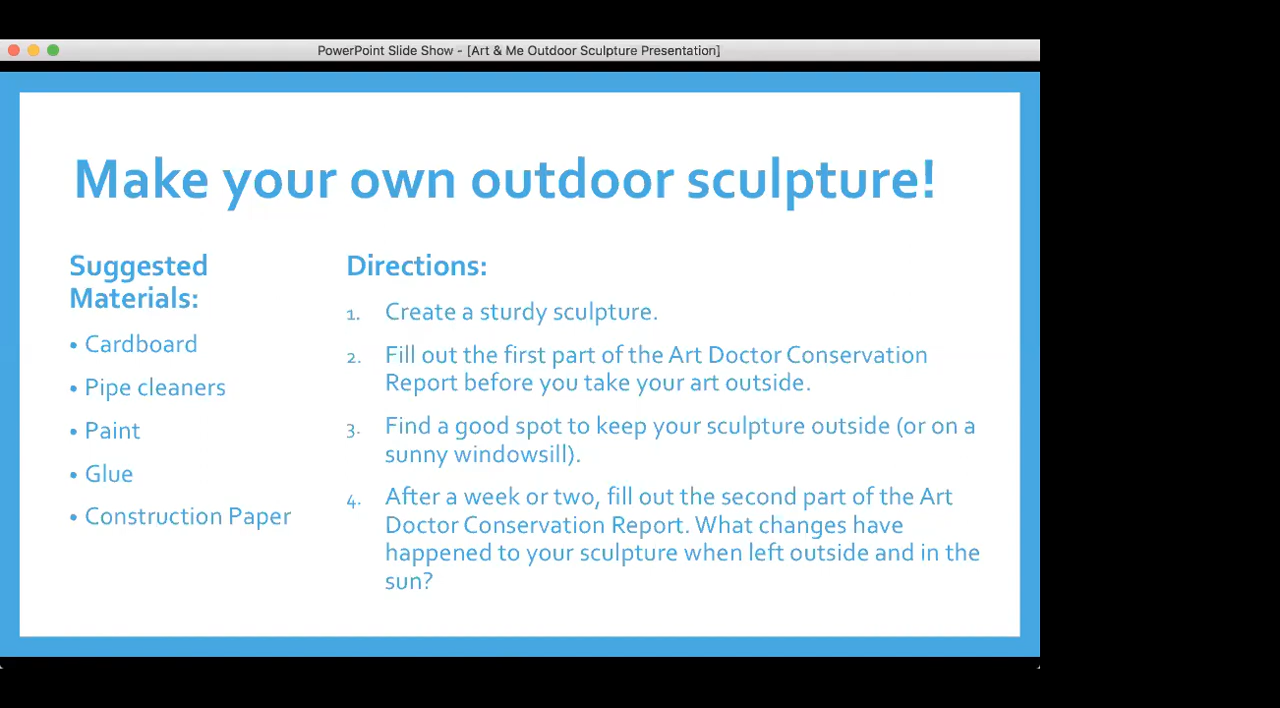 PowerPoint Slide Show - [Art & Me Outdoor Sculpture Presentation]
Make your own outdoor sculpture!
Suggested
Materials:
• Cardboard
• Pipe cleaners
• Paint
• Glue
• Construction Paper
Directions:
1. Create a sturdy sculpture.
2. Fill out the first part of the Art Doctor Conservation
Report before you take your art outside.
3. Find a good spot to keep your sculpture outside (or on a
sunny windowsill).
4. After a week or two, fill out the second part of the Art
Doctor Conservation Report. What changes have
happened to your sculpture when left outside and in the
sun?